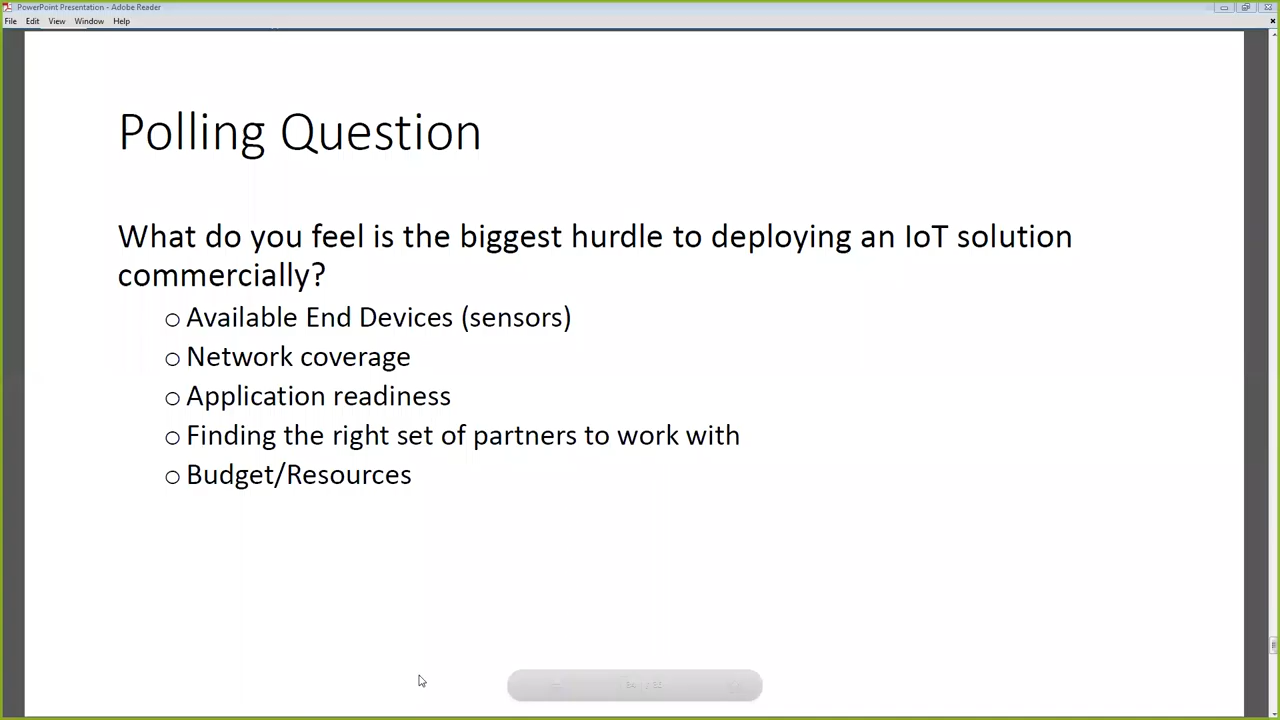 PowerPoint Presentation - Adobe Reader
File Edit View Window Help
Polling Question
What do you feel is the biggest hurdle to deploying an IoT solution
commercially?
○ Available End Devices (sensors)
○ Network coverage
○ Application readiness
○ Finding the right set of partners to work with
○ Budget/Resources